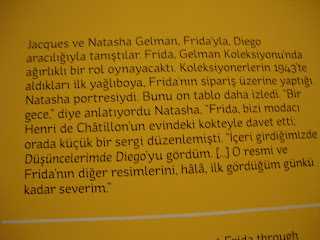 Jacques ve Natasha Gelman, Frida'yla, Diego
aracılığıyla tanıştılar. Frida, Gelman Koleksiyonu'nda
ağırlıklı bir rol oynayacaktı. Koleksiyonerlerin 1943'te
aldıkları ilk yağlıboya, Frida'nın sipariş üzerine yaptığı
Natasha portresiydi. Bunu on tablo daha izledi. "Bir
gece," diye anlatıyordu Natasha, "Frida, bizi modacı
Henri de Châtillon'un evindeki kokteyle davet etti;
orada küçük bir sergi düzenlemişti. "İçeri girdiğimizde
Düşüncelerimde Diego'yu gördüm. [...] O resmi ve
Frida'nın diğer resimlerini, hâlâ, ilk gördüğüm günkü
kadar severim."
Frida through